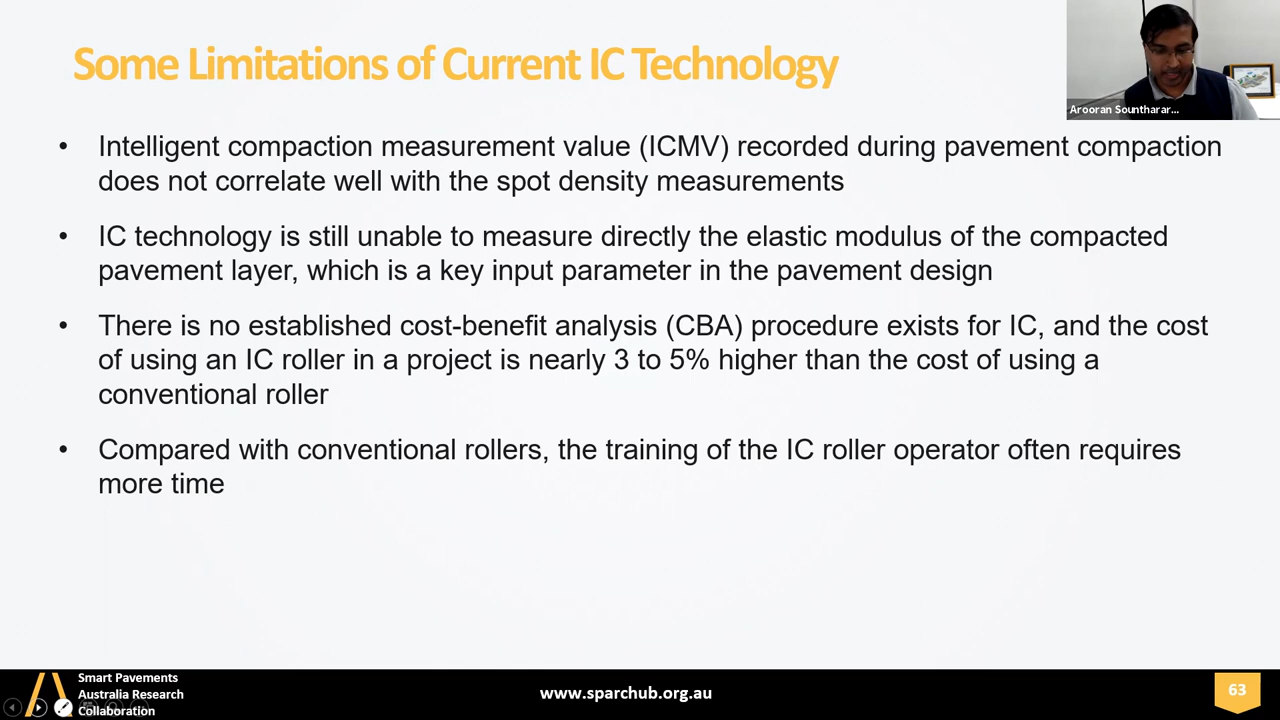 Some Limitations of Current IC Technology
Arooran Sountharar...
• Intelligent compaction measurement value (ICMV) recorded during pavement compaction
does not correlate well with the spot density measurements
• IC technology is still unable to measure directly the elastic modulus of the compacted
pavement layer, which is a key input parameter in the pavement design
• There is no established cost-benefit analysis (CBA) procedure exists for IC, and the cost
of using an IC roller in a project is nearly 3 to 5% higher than the cost of using a
conventional roller
• Compared with conventional rollers, the training of the IC roller operator often requires
more time
Smart Pavements
Australia Research
Collaboration
www.sparchub.org.au
63